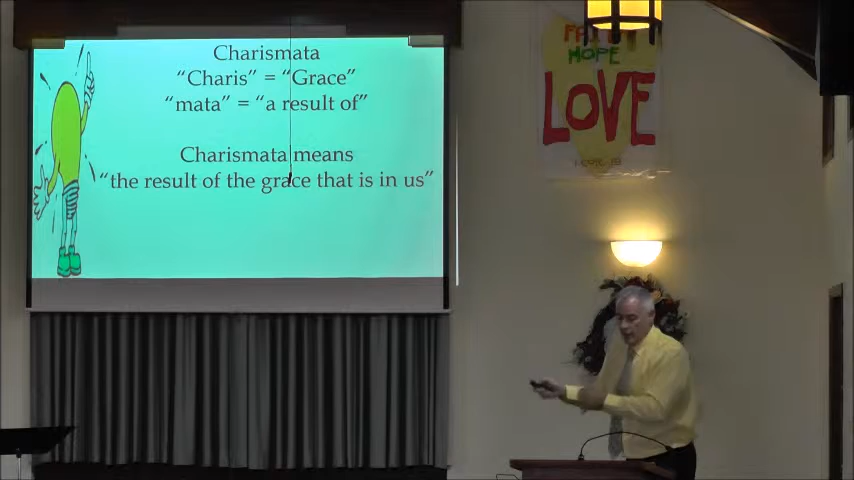 Charismata
“Charis” = “Grace”
“mata” = “a result of”
Charismata means
“the result of the grace that is in us”
HOPE
LOVE